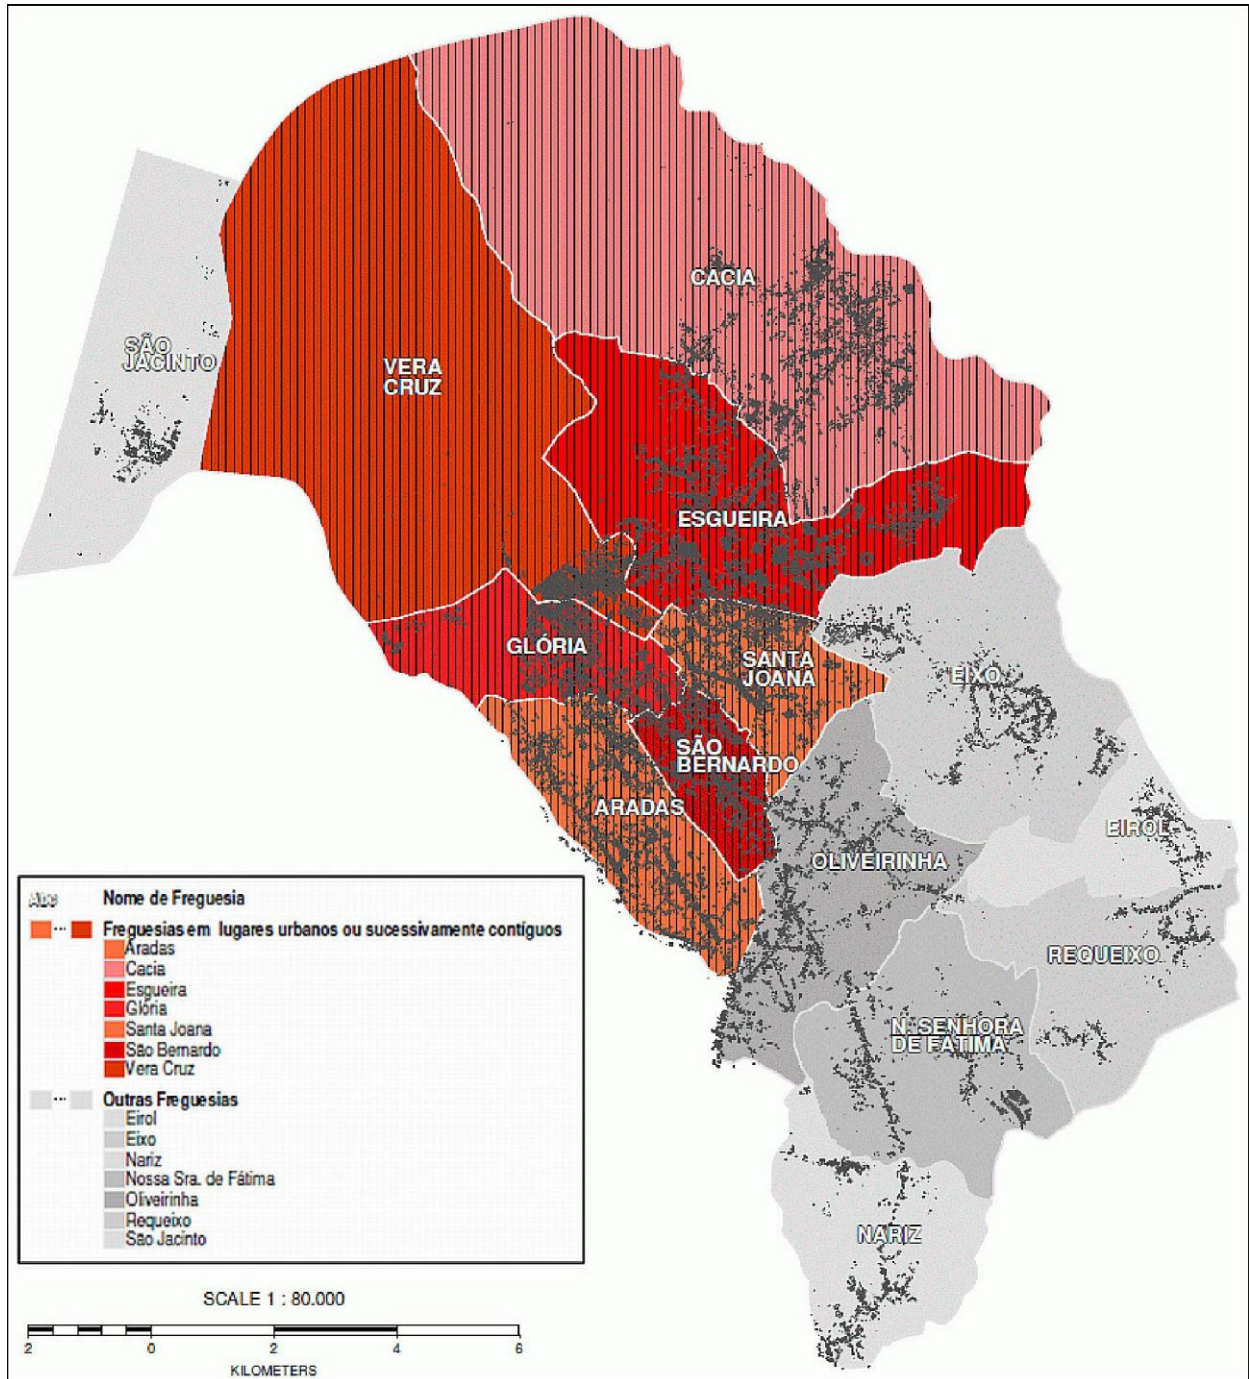 CACIA
SÃO
JACINTO
VERA
CRUZ
ESGUEIRA
GLÓRIA
SANTA
JOANA
EIXO
SÃO
BERNARDO
ARADAS
EIROL
OLIVEIRINHA
REQUEIXO
N. SENHORA
DE FÁTIMA
NARIZ
Abc Nome de Freguesia
Freguesias em lugares urbanos ou sucessivamente contíguos
Aradas
Cacia
Esgueira
Glória
Santa Joana
São Bernardo
Vera Cruz
Outras Freguesias
Eirol
Eixo
Nariz
Nossa Sra. de Fátima
Oliveirinha
Requeixo
São Jacinto
SCALE 1 : 80.000
2 0 2 4 6
KILOMETERS